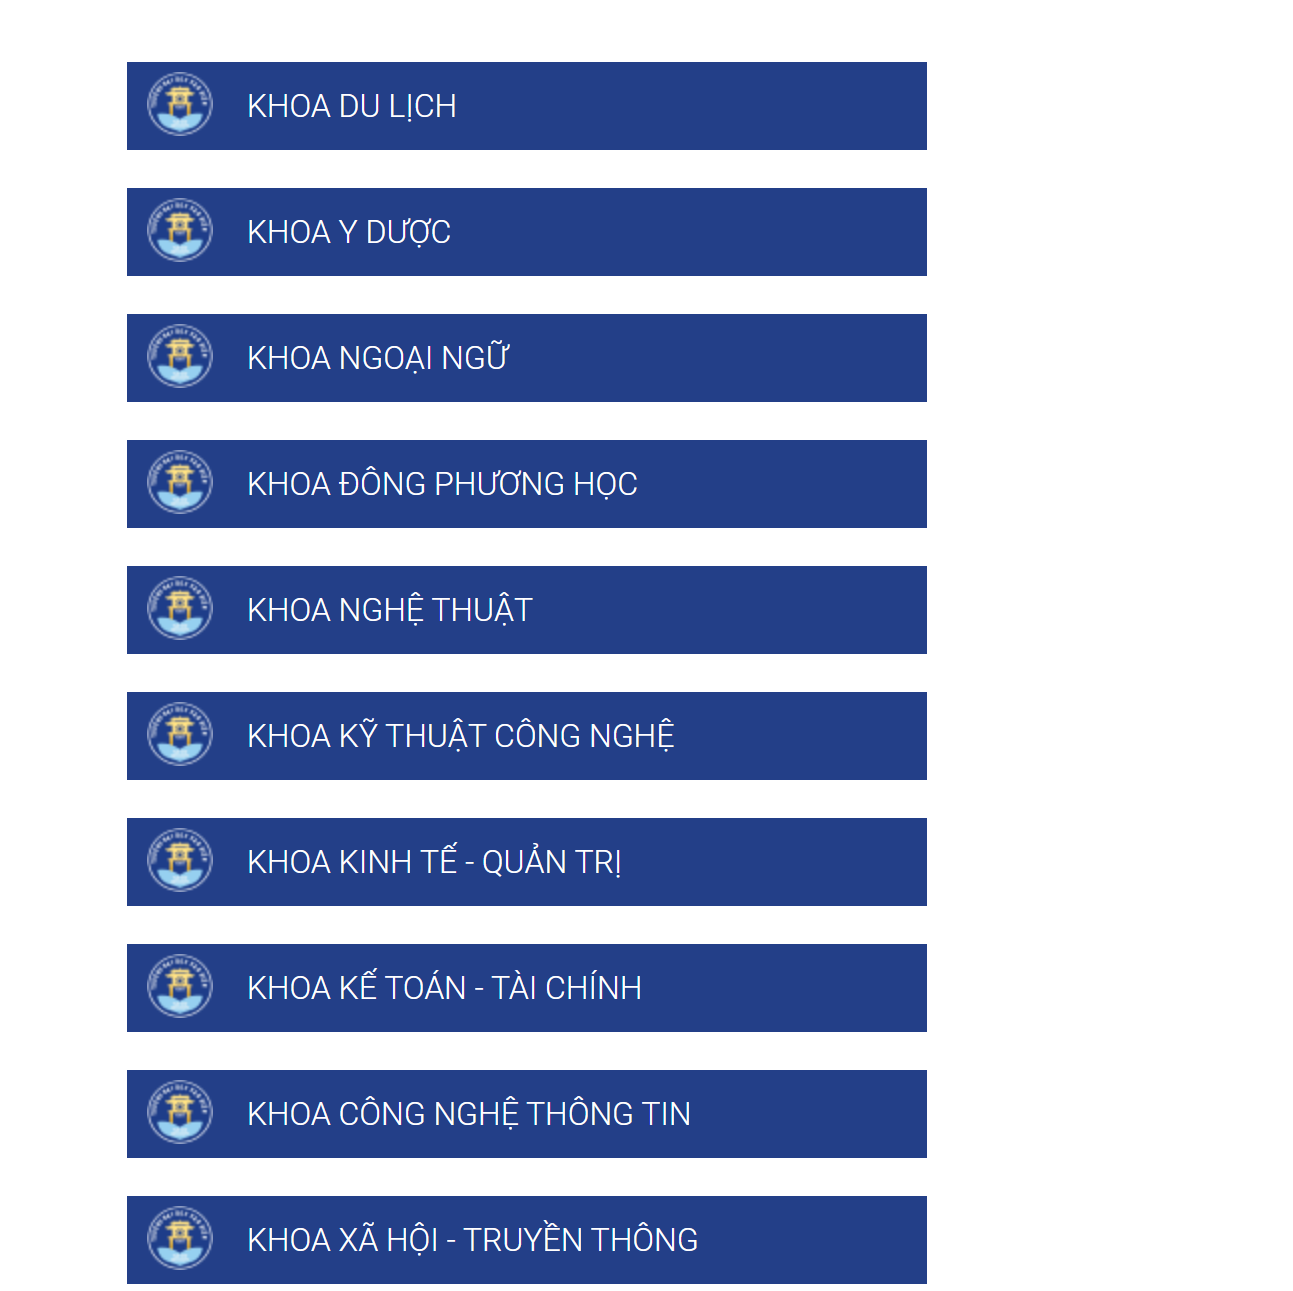 KHOA DU LỊCH
KHOA Y DƯỢC
KHOA NGOẠI NGỮ
KHOA ĐÔNG PHƯƠNG HỌC
KHOA NGHỆ THUẬT
KHOA KỸ THUẬT CÔNG NGHỆ
KHOA KINH TẾ - QUẢN TRỊ
KHOA KẾ TOÁN - TÀI CHÍNH
KHOA CÔNG NGHỆ THÔNG TIN
KHOA XÃ HỘI - TRUYỀN THÔNG